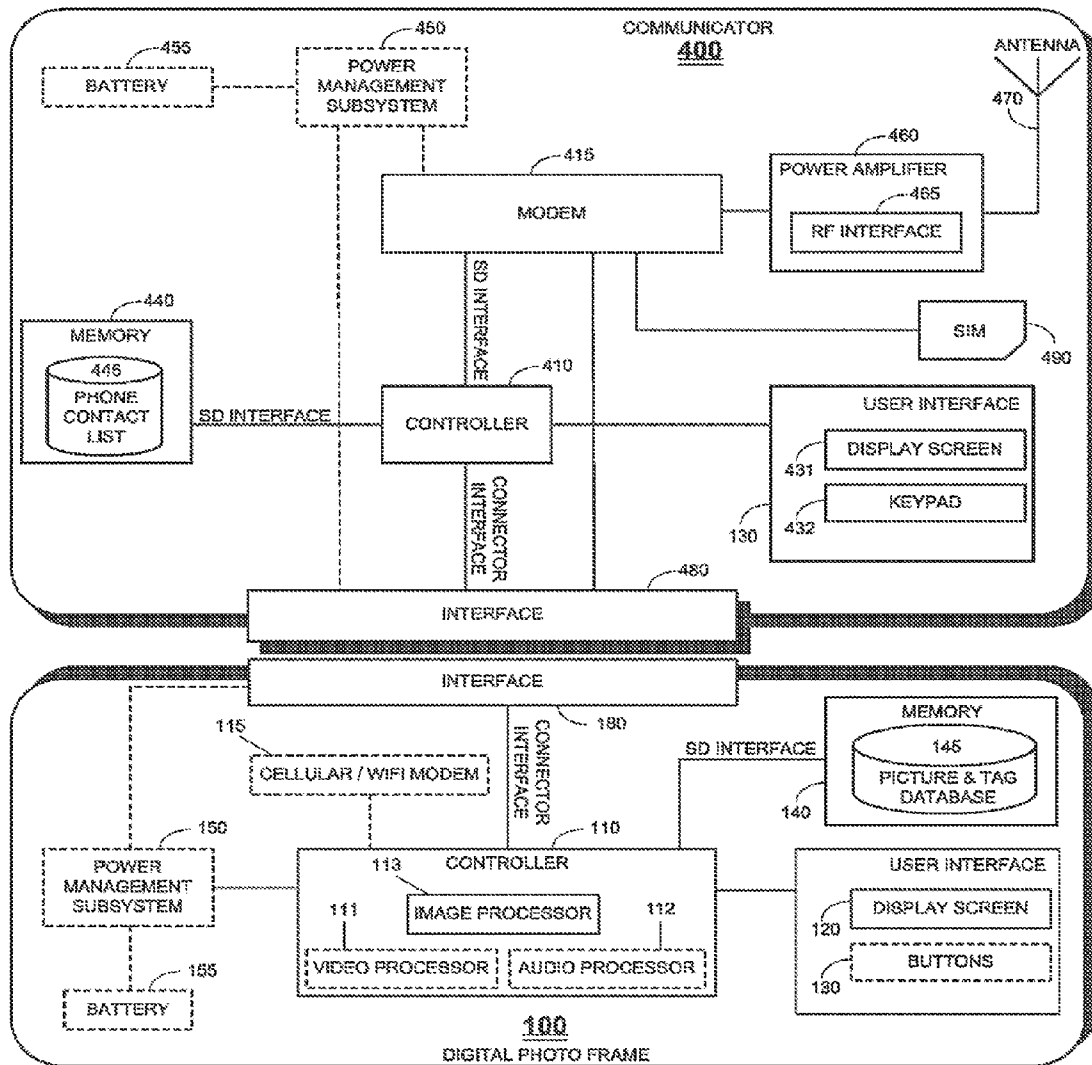 COMMUNICATOR
400
ANTENNA
455
BATTERY
450
POWER
MANAGEMENT
SUBSYSTEM
470
415
MODEM
460
POWER AMPLIFIER
465
RF INTERFACE
SD INTERFACE
440
MEMORY
445
PHONE
CONTACT
LIST
SD INTERFACE
410
CONTROLLER
SIM
490
USER INTERFACE
431
DISPLAY SCREEN
432
KEYPAD
130
CONNECTOR
INTERFACE
480
INTERFACE
INTERFACE
180
115
CELLULAR / WIFI MODEM
CONNECTOR
INTERFACE
SD INTERFACE
MEMORY
145
PICTURE & TAG
DATABASE
140
150
POWER
MANAGEMENT
SUBSYSTEM
110
CONTROLLER
113
IMAGE PROCESSOR
111
VIDEO PROCESSOR
112
AUDIO PROCESSOR
USER INTERFACE
120
DISPLAY SCREEN
130
BUTTONS
155
BATTERY
100
DIGITAL PHOTO FRAME